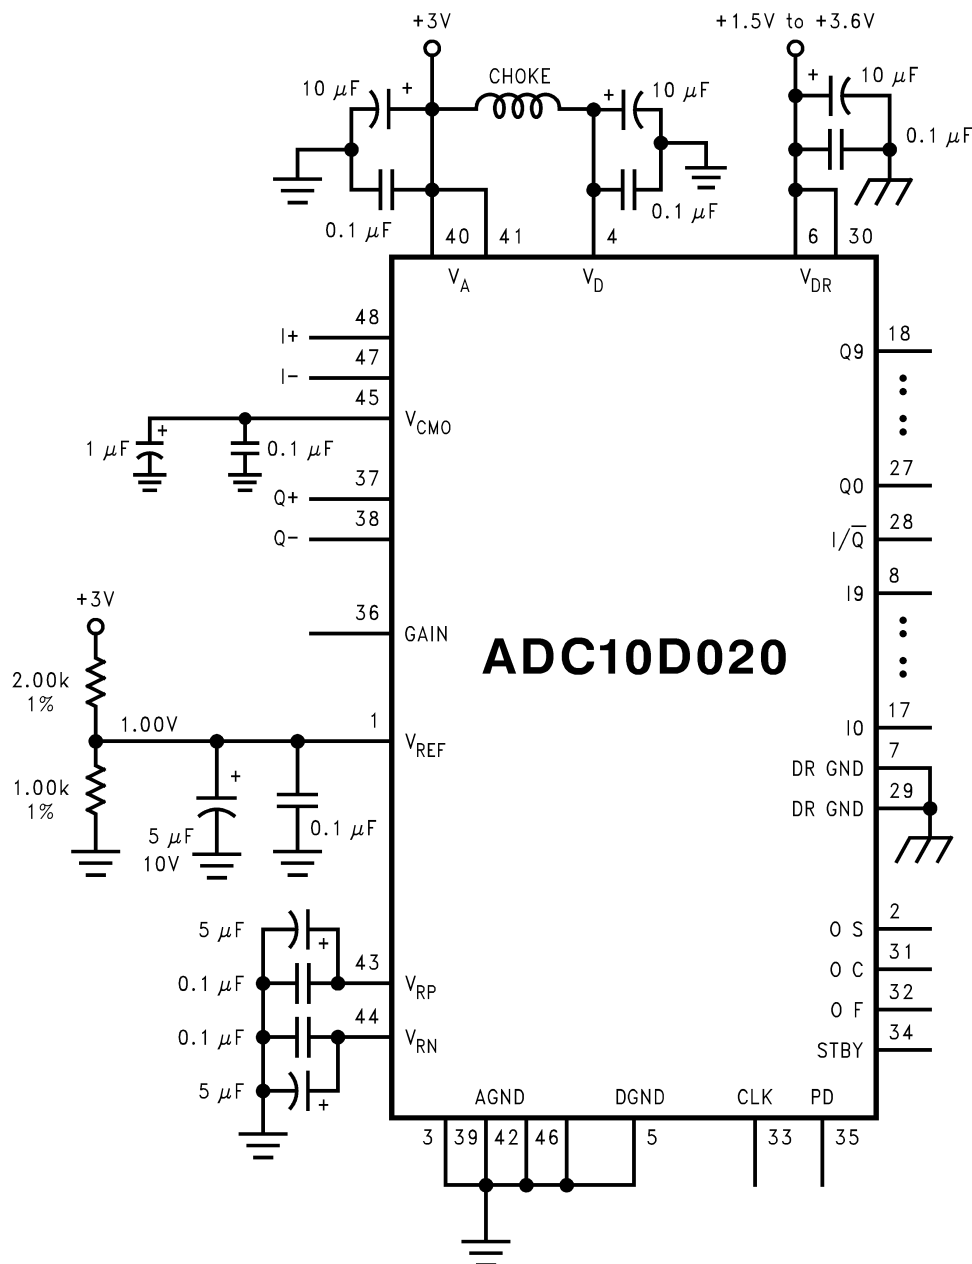 +3V
+1.5V to +3.6V
10 µF
+
CHOKE
+
10 µF
+
10 µF
0.1 µF
0.1 µF
0.1 µF
40
41
4
6
30
VA
VD
VDR
I+
48
I-
47
45
VCMO
1 µF
+
0.1 µF
Q+
37
Q-
38
36
GAIN
+3V
2.00k
1%
1.00V
1
VREF
1.00k
1%
+
5 µF
10V
0.1 µF
ADC10D020
Q9
18
Q0
27
I/Q̅
28
I9
8
I0
17
DR GND
7
DR GND
29
5 µF
+
0.1 µF
43
VRP
0.1 µF
44
VRN
5 µF
+
O S
2
O C
31
O F
32
STBY
34
AGND
DGND
CLK
PD
3
39
42
46
5
33
35